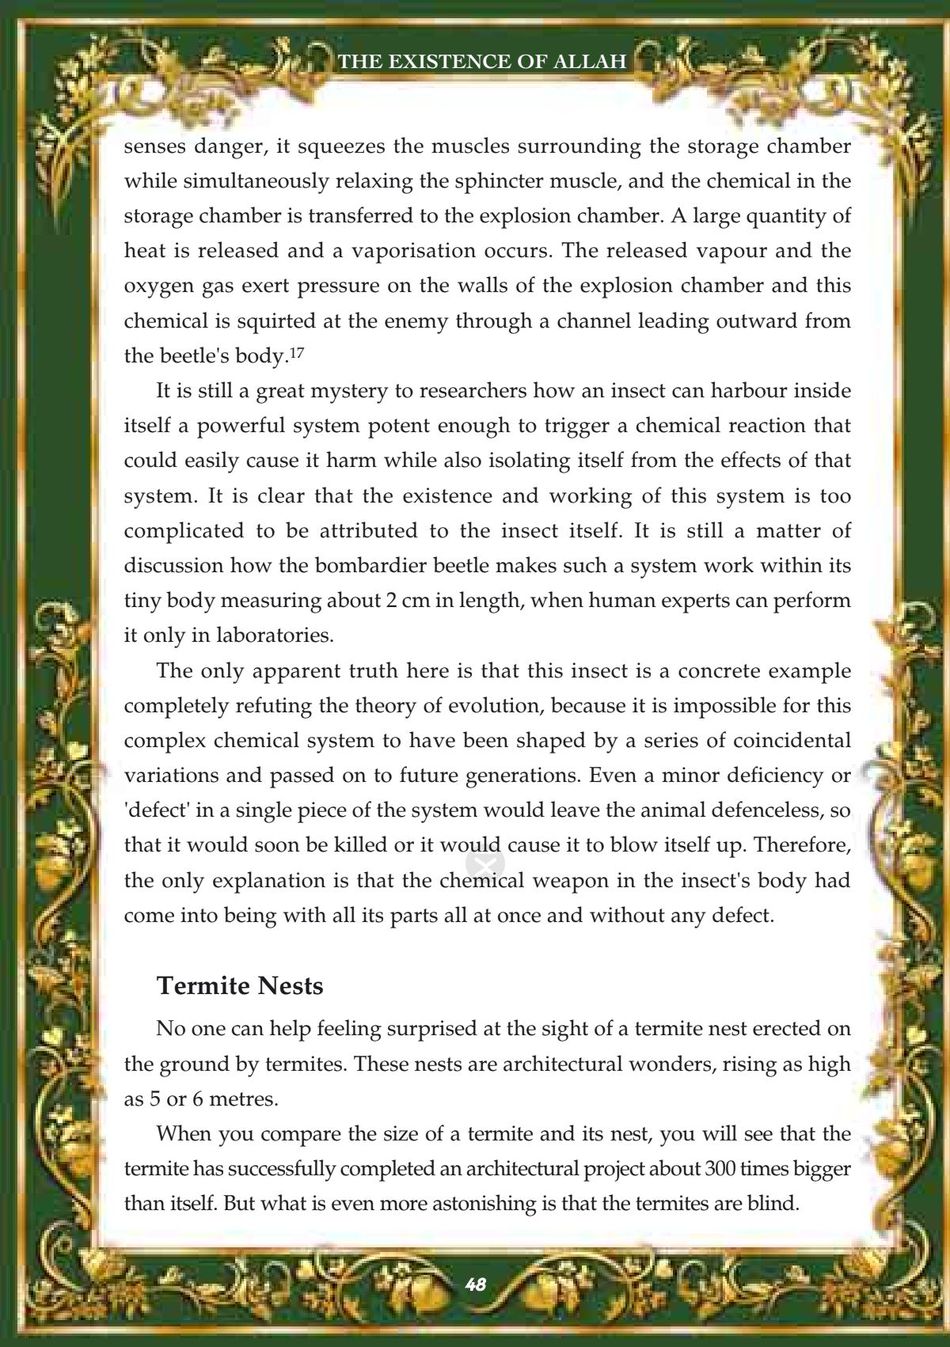 THE EXISTENCE OF ALLAH
senses danger, it squeezes the muscles surrounding the storage chamber
while simultaneously relaxing the sphincter muscle, and the chemical in the
storage chamber is transferred to the explosion chamber. A large quantity of
heat is released and a vaporisation occurs. The released vapour and the
oxygen gas exert pressure on the walls of the explosion chamber and this
chemical is squirted at the enemy through a channel leading outward from
the beetle's body.17
It is still a great mystery to researchers how an insect can harbour inside
itself a powerful system potent enough to trigger a chemical reaction that
could easily cause it harm while also isolating itself from the effects of that
system. It is clear that the existence and working of this system is too
complicated to be attributed to the insect itself. It is still a matter of
discussion how the bombardier beetle makes such a system work within its
tiny body measuring about 2 cm in length, when human experts can perform
it only in laboratories.
The only apparent truth here is that this insect is a concrete example
completely refuting the theory of evolution, because it is impossible for this
complex chemical system to have been shaped by a series of coincidental
variations and passed on to future generations. Even a minor deficiency or
'defect' in a single piece of the system would leave the animal defenceless, so
that it would soon be killed or it would cause it to blow itself up. Therefore,
the only explanation is that the chemical weapon in the insect's body had
come into being with all its parts all at once and without any defect.
Termite Nests
No one can help feeling surprised at the sight of a termite nest erected on
the ground by termites. These nests are architectural wonders, rising as high
as 5 or 6 metres.
When you compare the size of a termite and its nest, you will see that the
termite has successfully completed an architectural project about 300 times bigger
than itself. But what is even more astonishing is that the termites are blind.
48